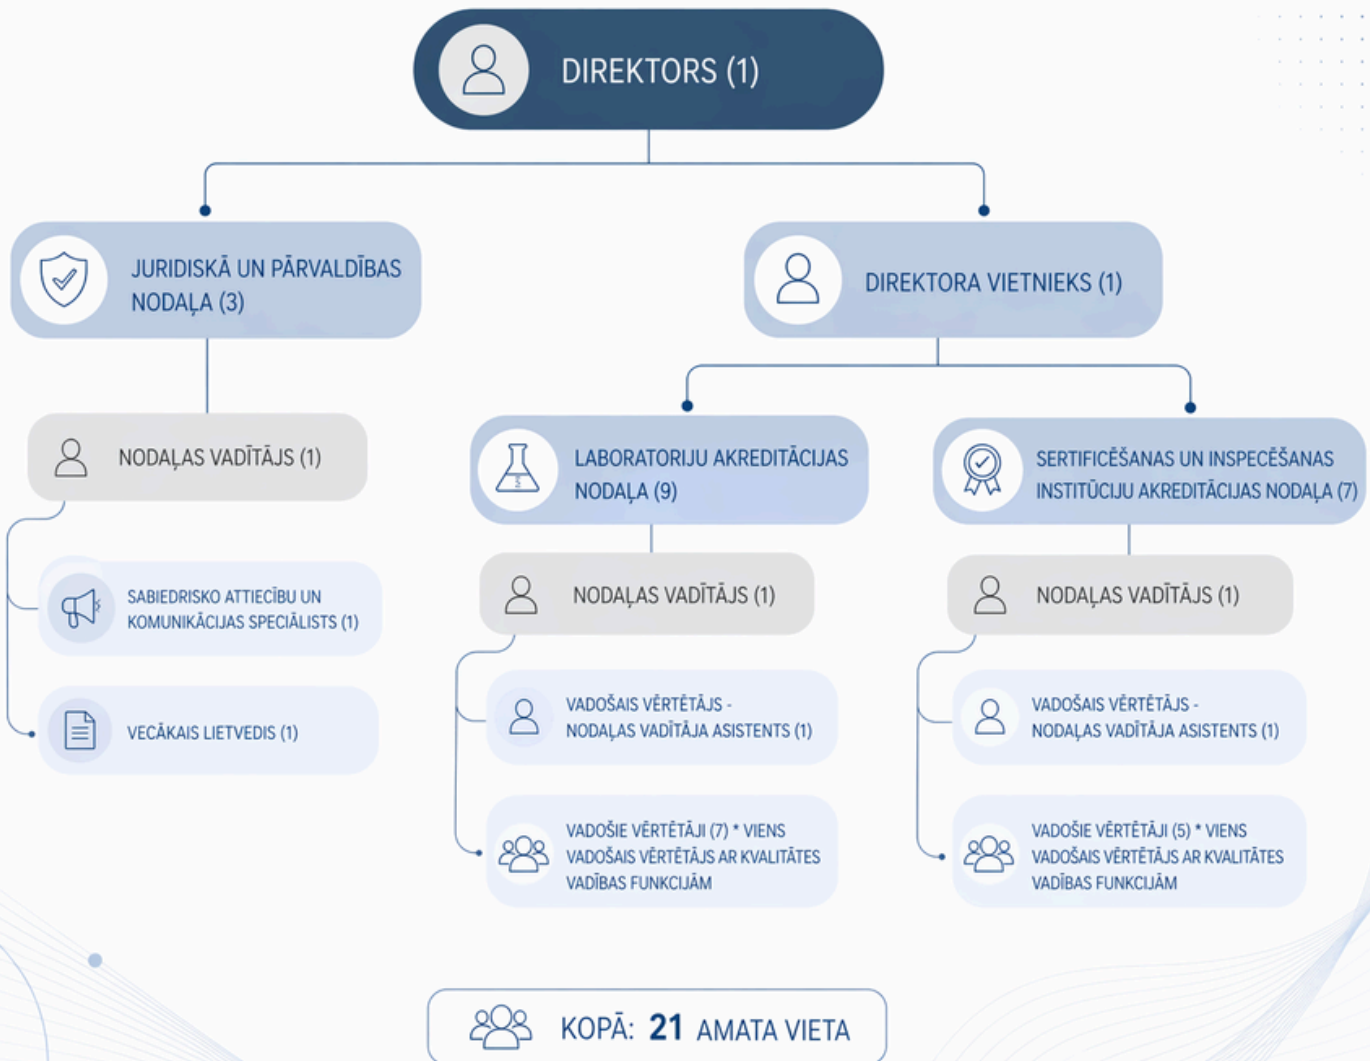 DIREKTORS (1)
JURIDISKĀ UN PĀRVALDĪBAS
NODAĻA (3)
DIREKTORA VIETNIEKS (1)
NODAĻAS VADĪTĀJS (1)
SABIEDRISKO ATTIECĪBU UN
KOMUNIKĀCIJAS SPECIĀLISTS (1)
VECĀKAIS LIETVEDIS (1)
LABORATORIJU AKREDITĀCIJAS
NODAĻA (9)
NODAĻAS VADĪTĀJS (1)
VADOŠAIS VĒRTĒTĀJS -
NODAĻAS VADĪTĀJA ASISTENTS (1)
VADOŠIE VĒRTĒTĀJI (7) * VIENS
VADOŠAIS VĒRTĒTĀJS AR KVALITĀTES
VADĪBAS FUNKCIJĀM
SERTIFICĒŠANAS UN INSPECĒŠANAS
INSTITŪCIJU AKREDITĀCIJAS NODAĻA (7)
NODAĻAS VADĪTĀJS (1)
VADOŠAIS VĒRTĒTĀJS -
NODAĻAS VADĪTĀJA ASISTENTS (1)
VADOŠIE VĒRTĒTĀJI (5) * VIENS
VADOŠAIS VĒRTĒTĀJS AR KVALITĀTES
VADĪBAS FUNKCIJĀM
KOPĀ: 21 AMATA VIETA